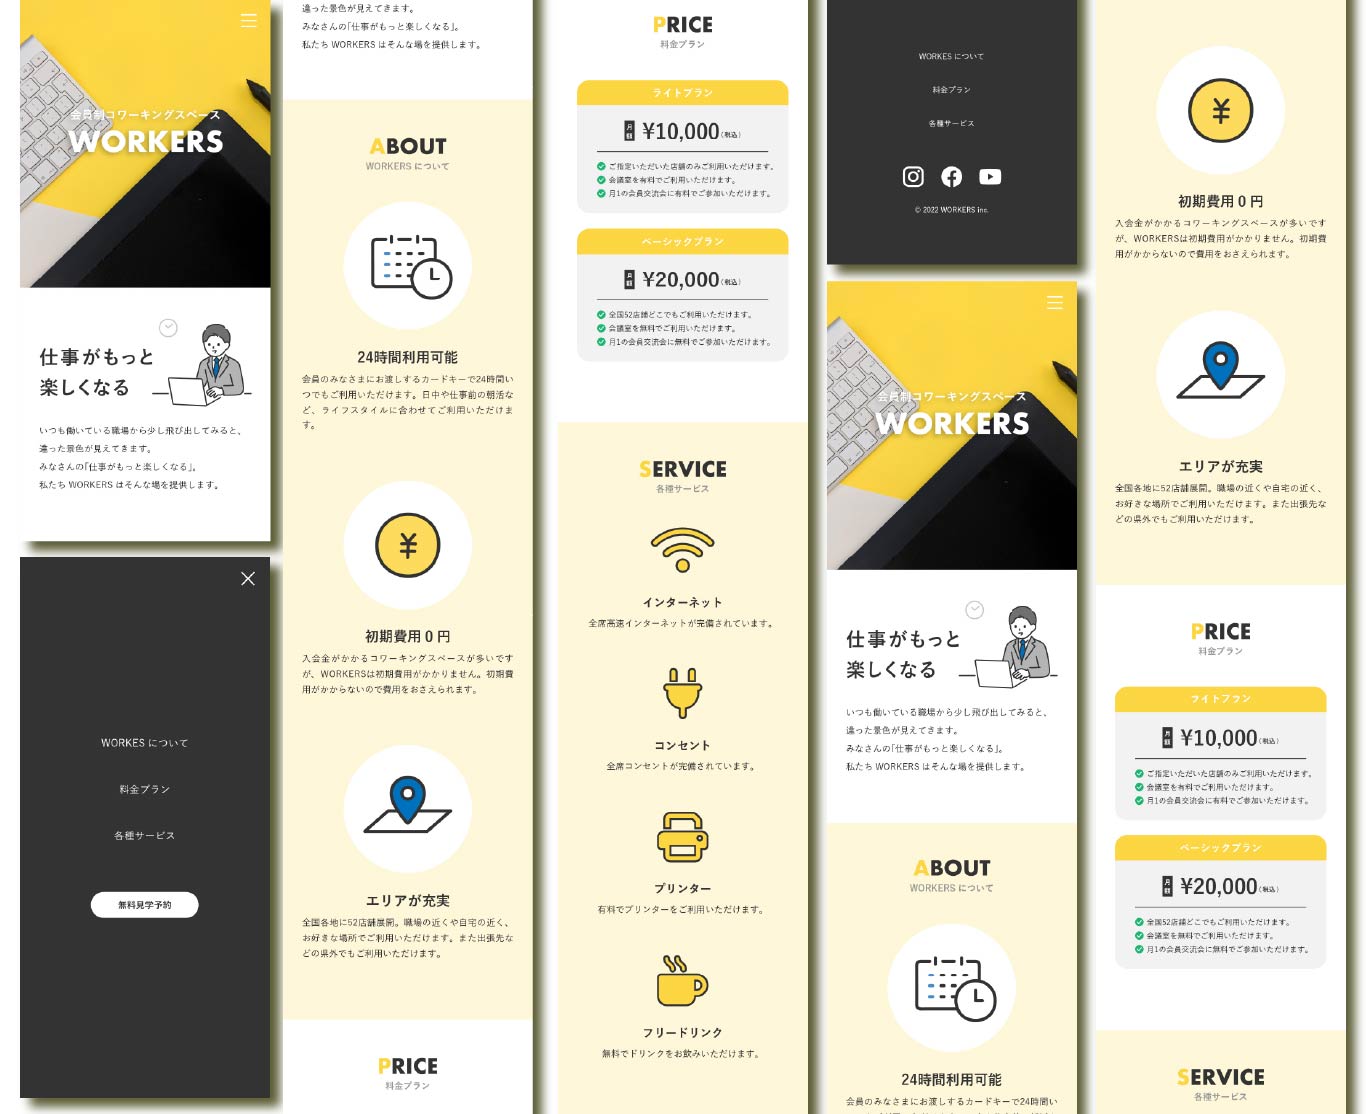 会員制コワーキングスペース
WORKERS
仕事がもっと
楽しくなる
いつも働いている職場から少し飛び出してみると、
違った景色が見えてきます。
みなさんの「仕事がもっと楽しくなる」。
私たち WORKERS はそんな場を提供します。
WORKES について
料金プラン
各種サービス
無料見学予約
違った景色が見えてきます。
みなさんの「仕事がもっと楽しくなる」。
私たち WORKERS はそんな場を提供します。
ABOUT
WORKERS について
24時間利用可能
会員のみなさまにお渡しするカードキーで24時間い
つでもご利用いただけます。日中や仕事前の朝活な
ど、ライフスタイルに合わせてご利用いただけま
す。
初期費用 0 円
入会金がかかるコワーキングスペースが多いです
が、WORKERSは初期費用がかかりません。初期費
用がかからないので費用をおさえられます。
エリアが充実
全国各地に52店舗展開。職場の近くや自宅の近く、
お好きな場所でご利用いただけます。また出張先な
どの県外でもご利用いただけます。
PRICE
料金プラン
PRICE
料金プラン
ライトプラン
月額 ¥10,000(税込)
ご指定いただいた店舗のみご利用いただけます。
会議室を有料でご利用いただけます。
月1の会員交流会に有料でご参加いただけます。
ベーシックプラン
月額 ¥20,000(税込)
全国52店舗どこでもご利用いただけます。
会議室を無料でご利用いただけます。
月1の会員交流会に無料でご参加いただけます。
SERVICE
各種サービス
インターネット
全席高速インターネットが完備されています。
コンセント
全席コンセントが完備されています。
プリンター
有料でプリンターをご利用いただけます。
フリードリンク
無料でドリンクをお飲みいただけます。
WORKES について
料金プラン
各種サービス
© 2022 WORKERS inc.
会員制コワーキングスペース
WORKERS
仕事がもっと
楽しくなる
いつも働いている職場から少し飛び出してみると、
違った景色が見えてきます。
みなさんの「仕事がもっと楽しくなる」。
私たち WORKERS はそんな場を提供します。
ABOUT
WORKERS について
24時間利用可能
会員のみなさまにお渡しするカードキーで24時間い
初期費用 0 円
入会金がかかるコワーキングスペースが多いです
が、WORKERSは初期費用がかかりません。初期費
用がかからないので費用をおさえられます。
エリアが充実
全国各地に52店舗展開。職場の近くや自宅の近く、
お好きな場所でご利用いただけます。また出張先な
どの県外でもご利用いただけます。
PRICE
料金プラン
ライトプラン
月額 ¥10,000(税込)
ご指定いただいた店舗のみご利用いただけます。
会議室を有料でご利用いただけます。
月1の会員交流会に有料でご参加いただけます。
ベーシックプラン
月額 ¥20,000(税込)
全国52店舗どこでもご利用いただけます。
会議室を無料でご利用いただけます。
月1の会員交流会に無料でご参加いただけます。
SERVICE
各種サービス